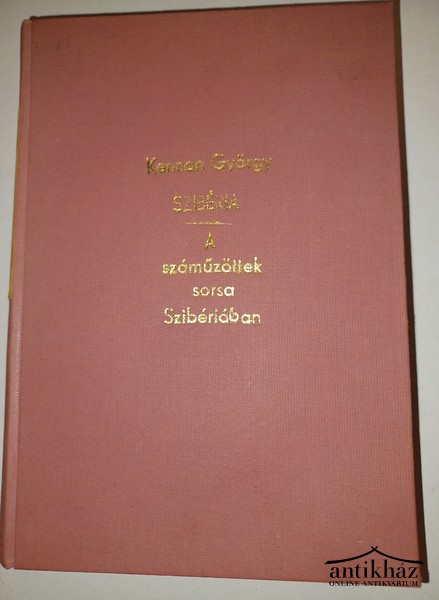 Kennan György
SZIBÉRIA
A
száműzöttek
sorsa
Szibériában
antikház
ONLINE ANTIKVÁRIUM